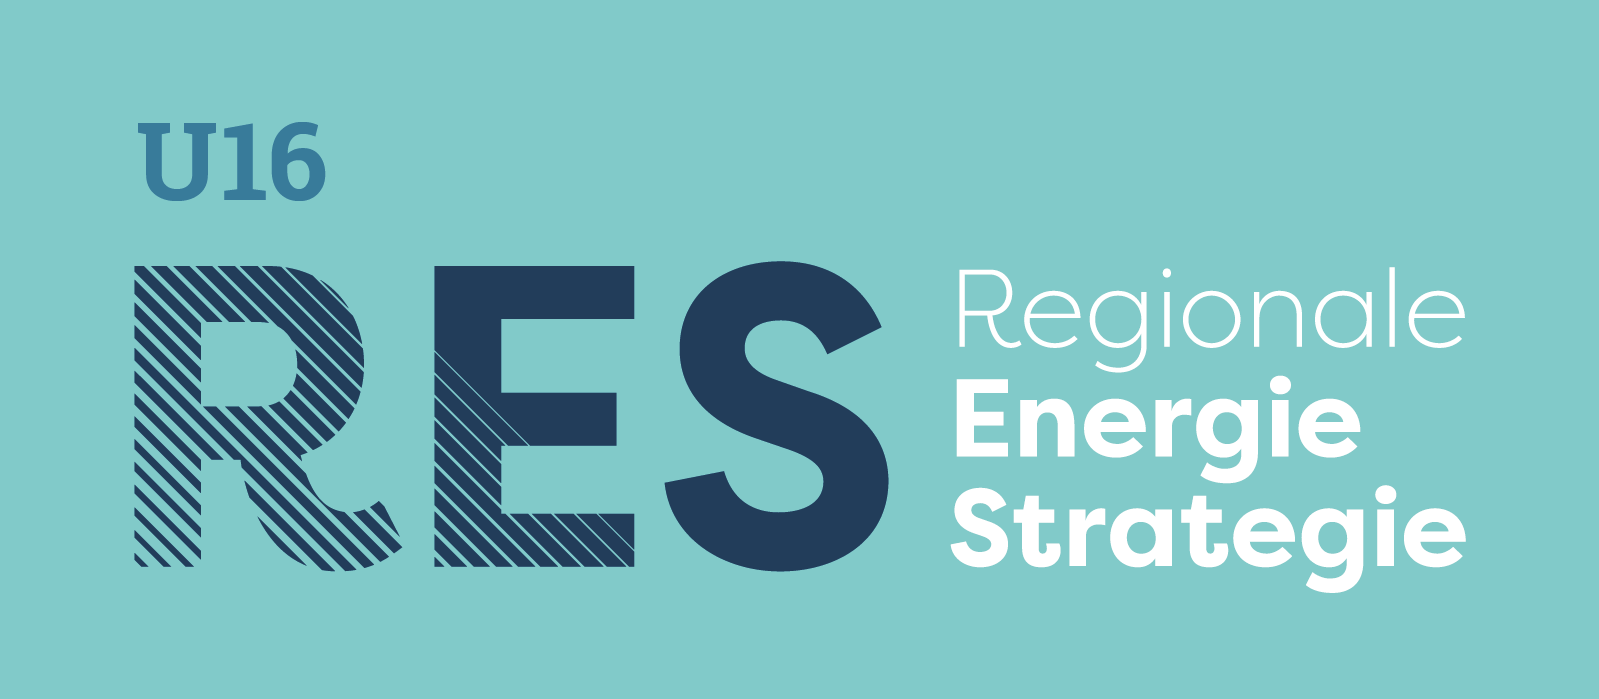 U16
RES
Regionale
Energie
Strategie